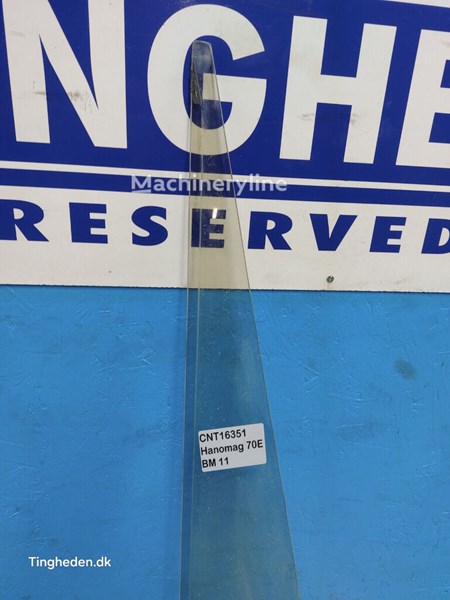 NGHE
Machineryline
RESERVED
CNT16351
Hanomag 70E
BM 11
Tingheden.dk